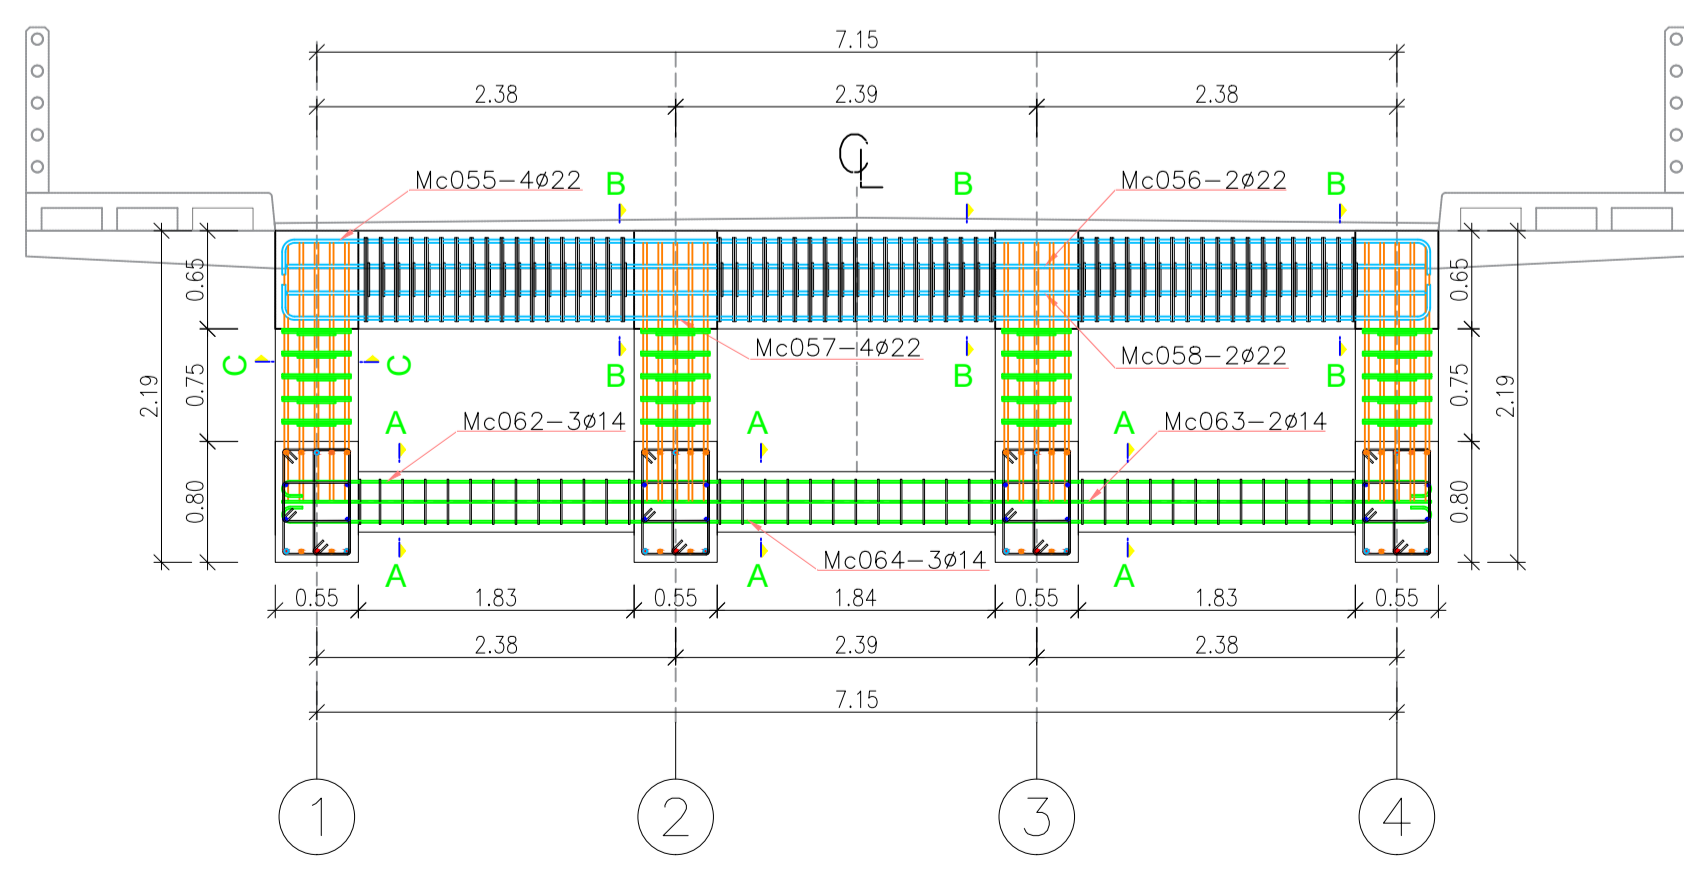 7.15
2.38 2.39 2.38
CL
Mc055-4ø22 B B Mc056-2ø22 B
0.65 0.65
Mc057-4ø22 Mc058-2ø22
C C B B B
2.19 0.75 0.75 2.19
Mc062-3ø14 A A A Mc063-2ø14
0.80 0.80
A Mc064-3ø14 A A
0.55 1.83 0.55 1.84 0.55 1.83 0.55
2.38 2.39 2.38
7.15
1 2 3 4